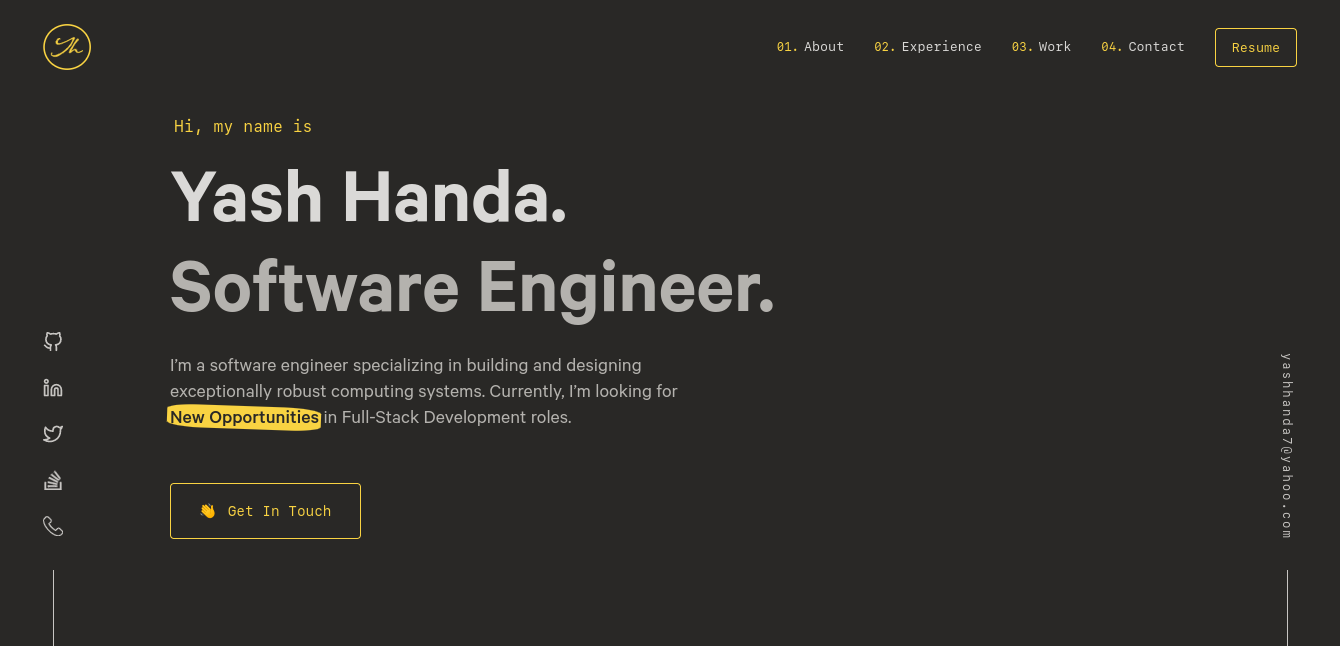 Yh
01. About 02. Experience 03. Work 04. Contact Resume
Hi, my name is
Yash Handa.
Software Engineer.
I’m a software engineer specializing in building and designing
exceptionally robust computing systems. Currently, I’m looking for
New Opportunities in Full-Stack Development roles.
👋 Get In Touch
in
yashhanda7@yahoo.com